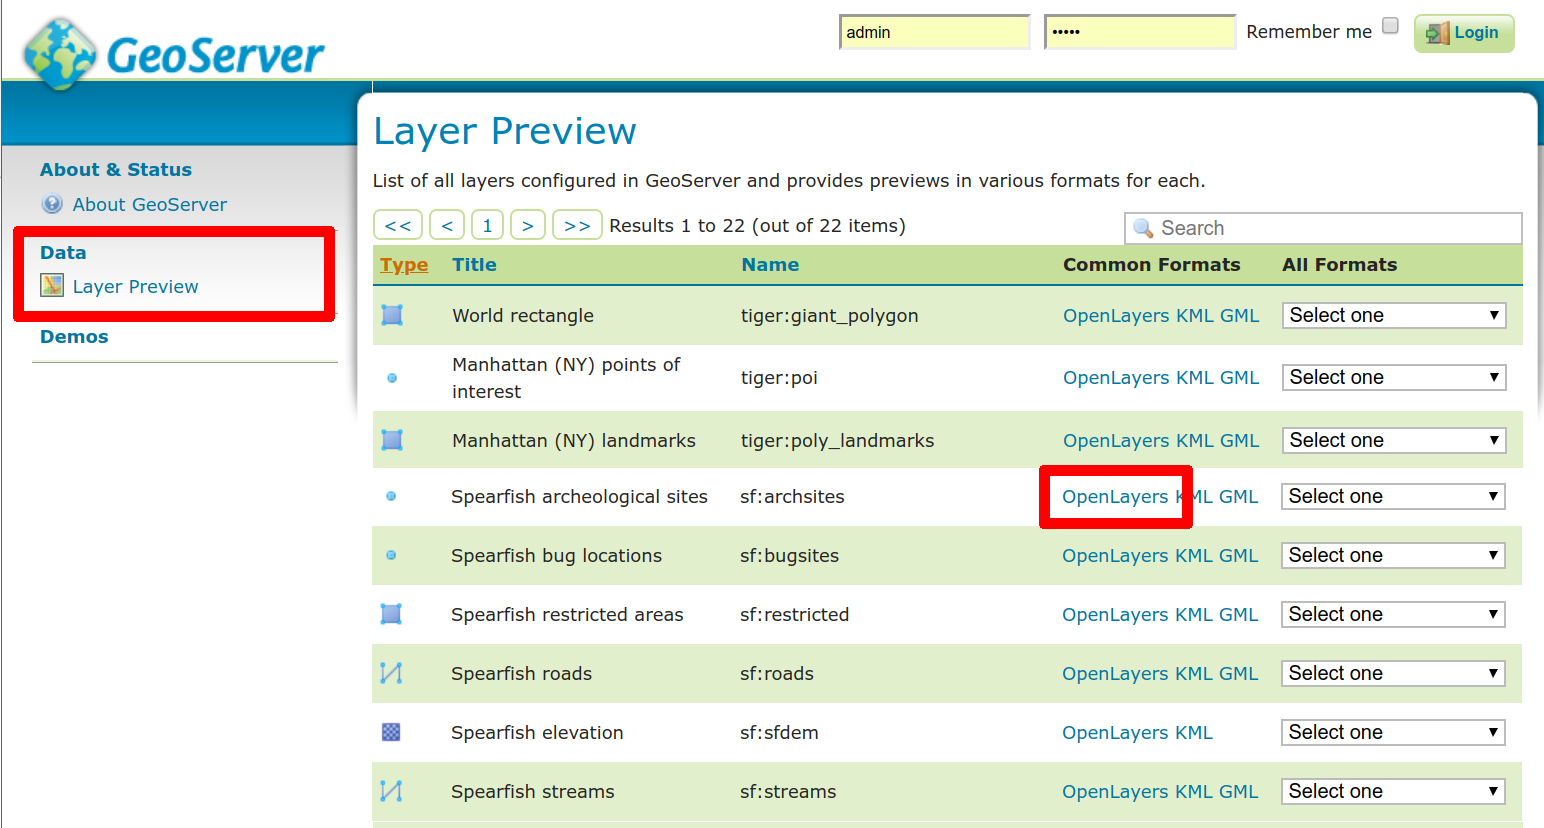 GeoServer
admin
•••••
Remember me
Login
Layer Preview
List of all layers configured in GeoServer and provides previews in various formats for each.
About & Status
About GeoServer
Data
Layer Preview
Demos
<< < 1 > >> Results 1 to 22 (out of 22 items)
Search
Type Title Name Common Formats All Formats
World rectangle tiger:giant_polygon OpenLayers KML GML Select one
Manhattan (NY) points of
interest tiger:poi OpenLayers KML GML Select one
Manhattan (NY) landmarks tiger:poly_landmarks OpenLayers KML GML Select one
Spearfish archeological sites sf:archsites OpenLayers KML GML Select one
Spearfish bug locations sf:bugsites OpenLayers KML GML Select one
Spearfish restricted areas sf:restricted OpenLayers KML GML Select one
Spearfish roads sf:roads OpenLayers KML GML Select one
Spearfish elevation sf:sfdem OpenLayers KML Select one
Spearfish streams sf:streams OpenLayers KML GML Select one